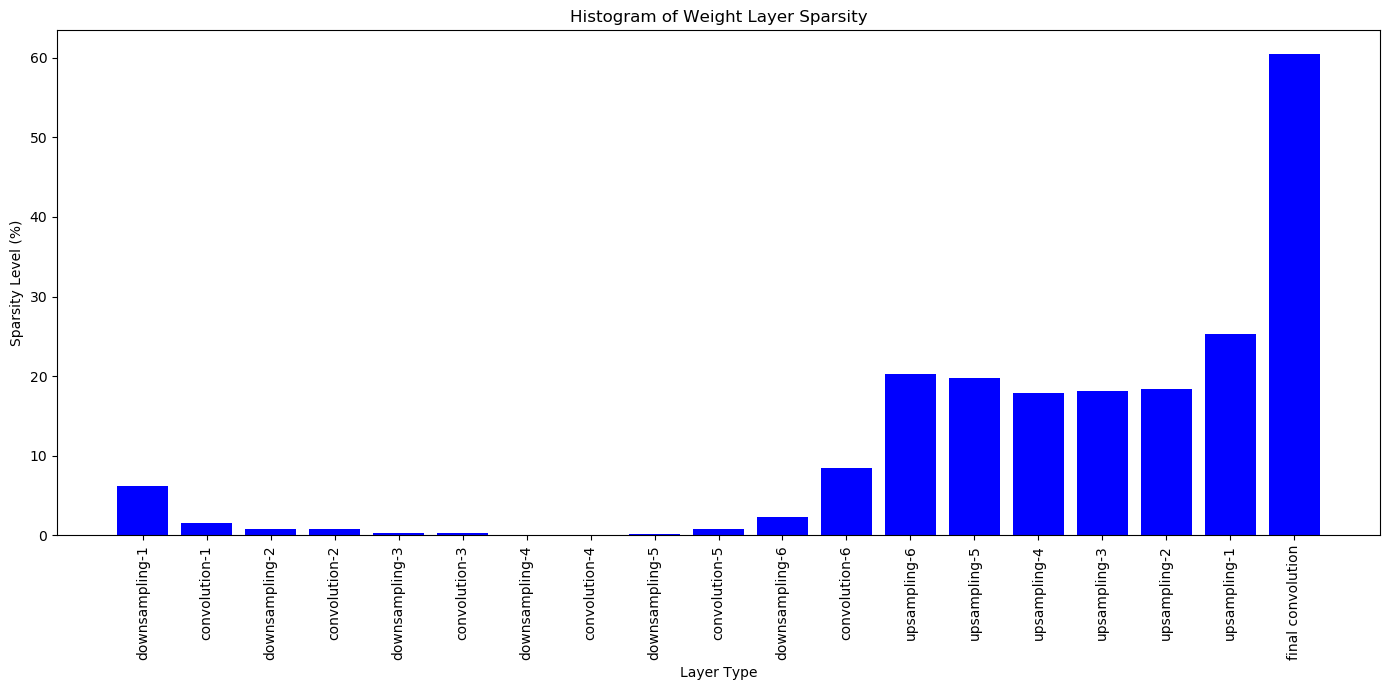 Histogram of Weight Layer Sparsity
Sparsity Level (%)
60
50
40
30
20
10
0
downsampling-1
convolution-1
downsampling-2
convolution-2
downsampling-3
convolution-3
downsampling-4
convolution-4
downsampling-5
convolution-5
downsampling-6
convolution-6
upsampling-6
upsampling-5
upsampling-4
upsampling-3
upsampling-2
upsampling-1
final convolution
Layer Type